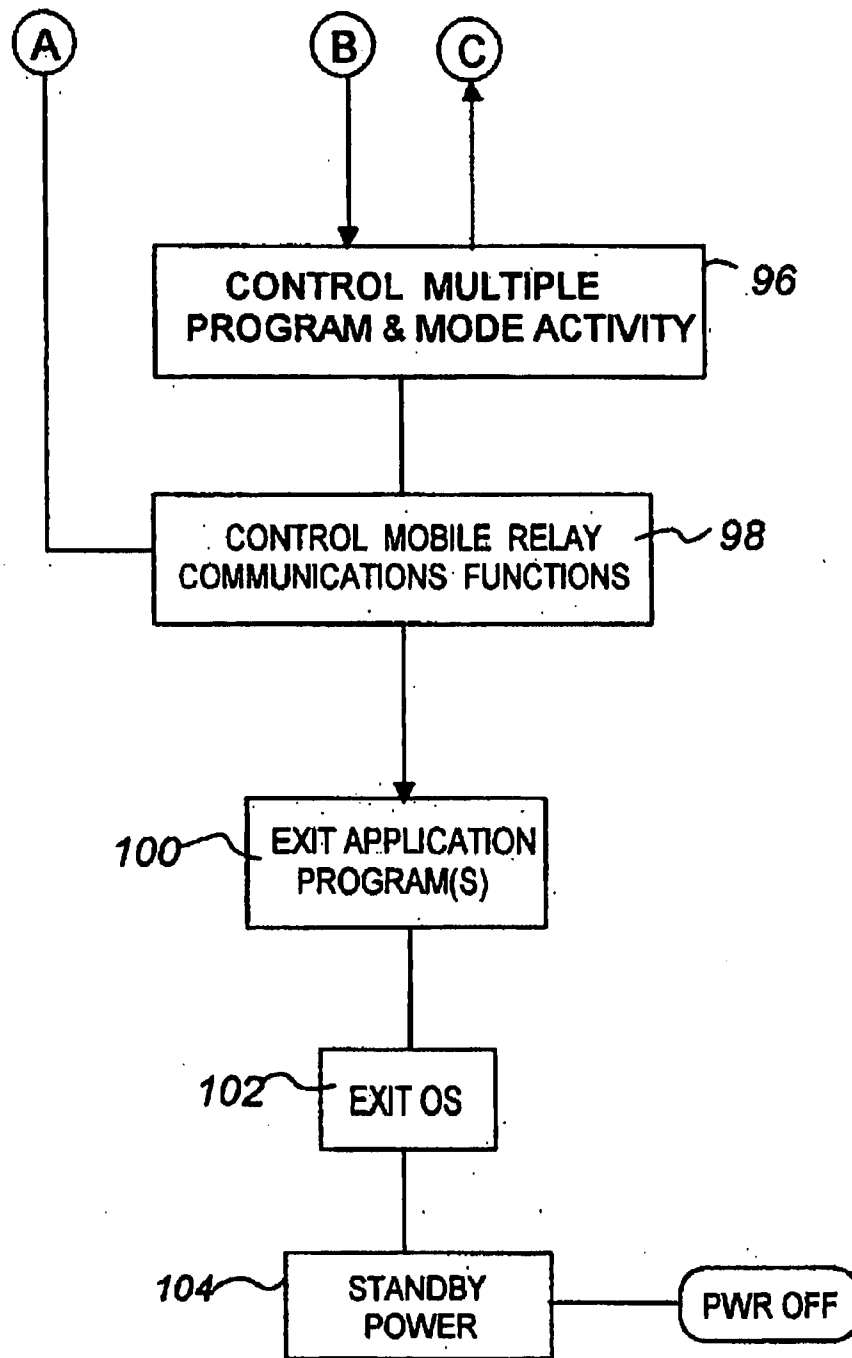 A B C
CONTROL MULTIPLE
PROGRAM & MODE ACTIVITY
96
CONTROL MOBILE RELAY
COMMUNICATIONS FUNCTIONS
98
100
EXIT APPLICATION
PROGRAM(S)
102
EXIT OS
104
STANDBY
POWER
PWR OFF